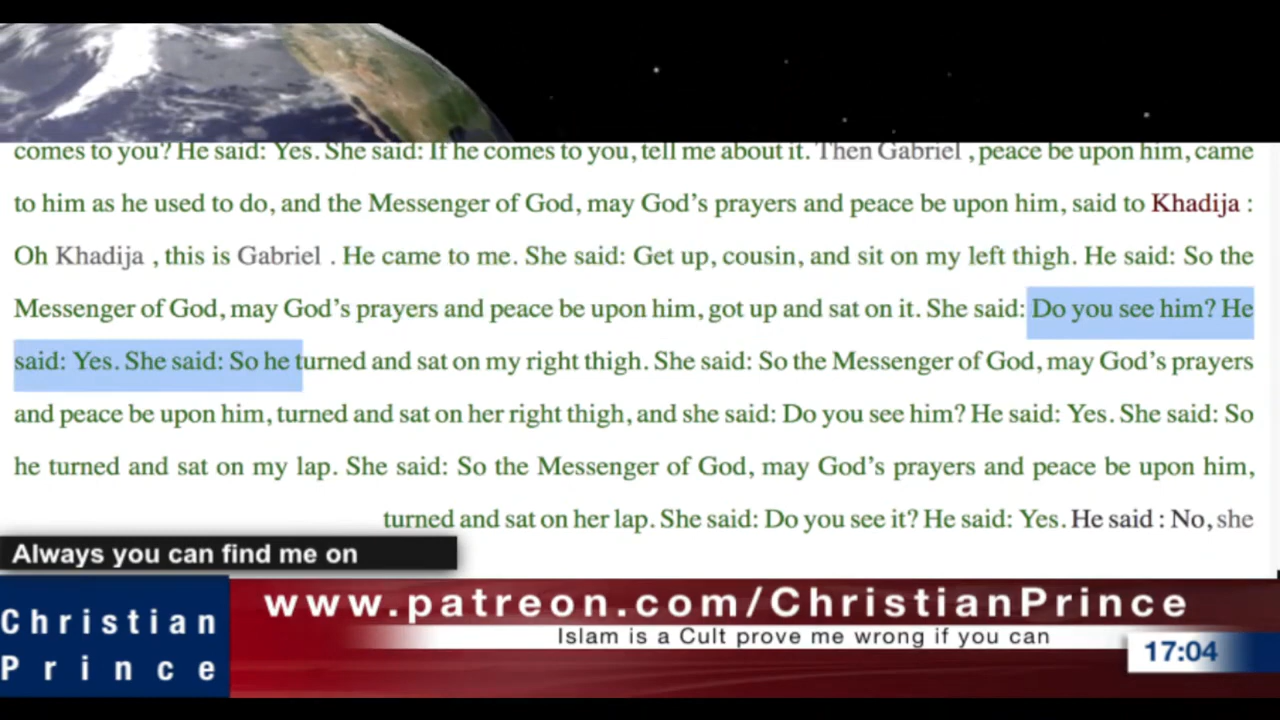 comes to you? He said: Yes. She said: If he comes to you, tell me about it. Then Gabriel , peace be upon him, came
to him as he used to do, and the Messenger of God, may God’s prayers and peace be upon him, said to Khadija :
Oh Khadija , this is Gabriel . He came to me. She said: Get up, cousin, and sit on my left thigh. He said: So the
Messenger of God, may God’s prayers and peace be upon him, got up and sat on it. She said: Do you see him? He
said: Yes. She said: So he turned and sat on my right thigh. She said: So the Messenger of God, may God’s prayers
and peace be upon him, turned and sat on her right thigh, and she said: Do you see him? He said: Yes. She said: So
he turned and sat on my lap. She said: So the Messenger of God, may God’s prayers and peace be upon him,
turned and sat on her lap. She said: Do you see it? He said: Yes. He said : No, she
Always you can find me on
Christian
Prince
www.patreon.com/ChristianPrince
Islam is a Cult prove me wrong if you can
17:04